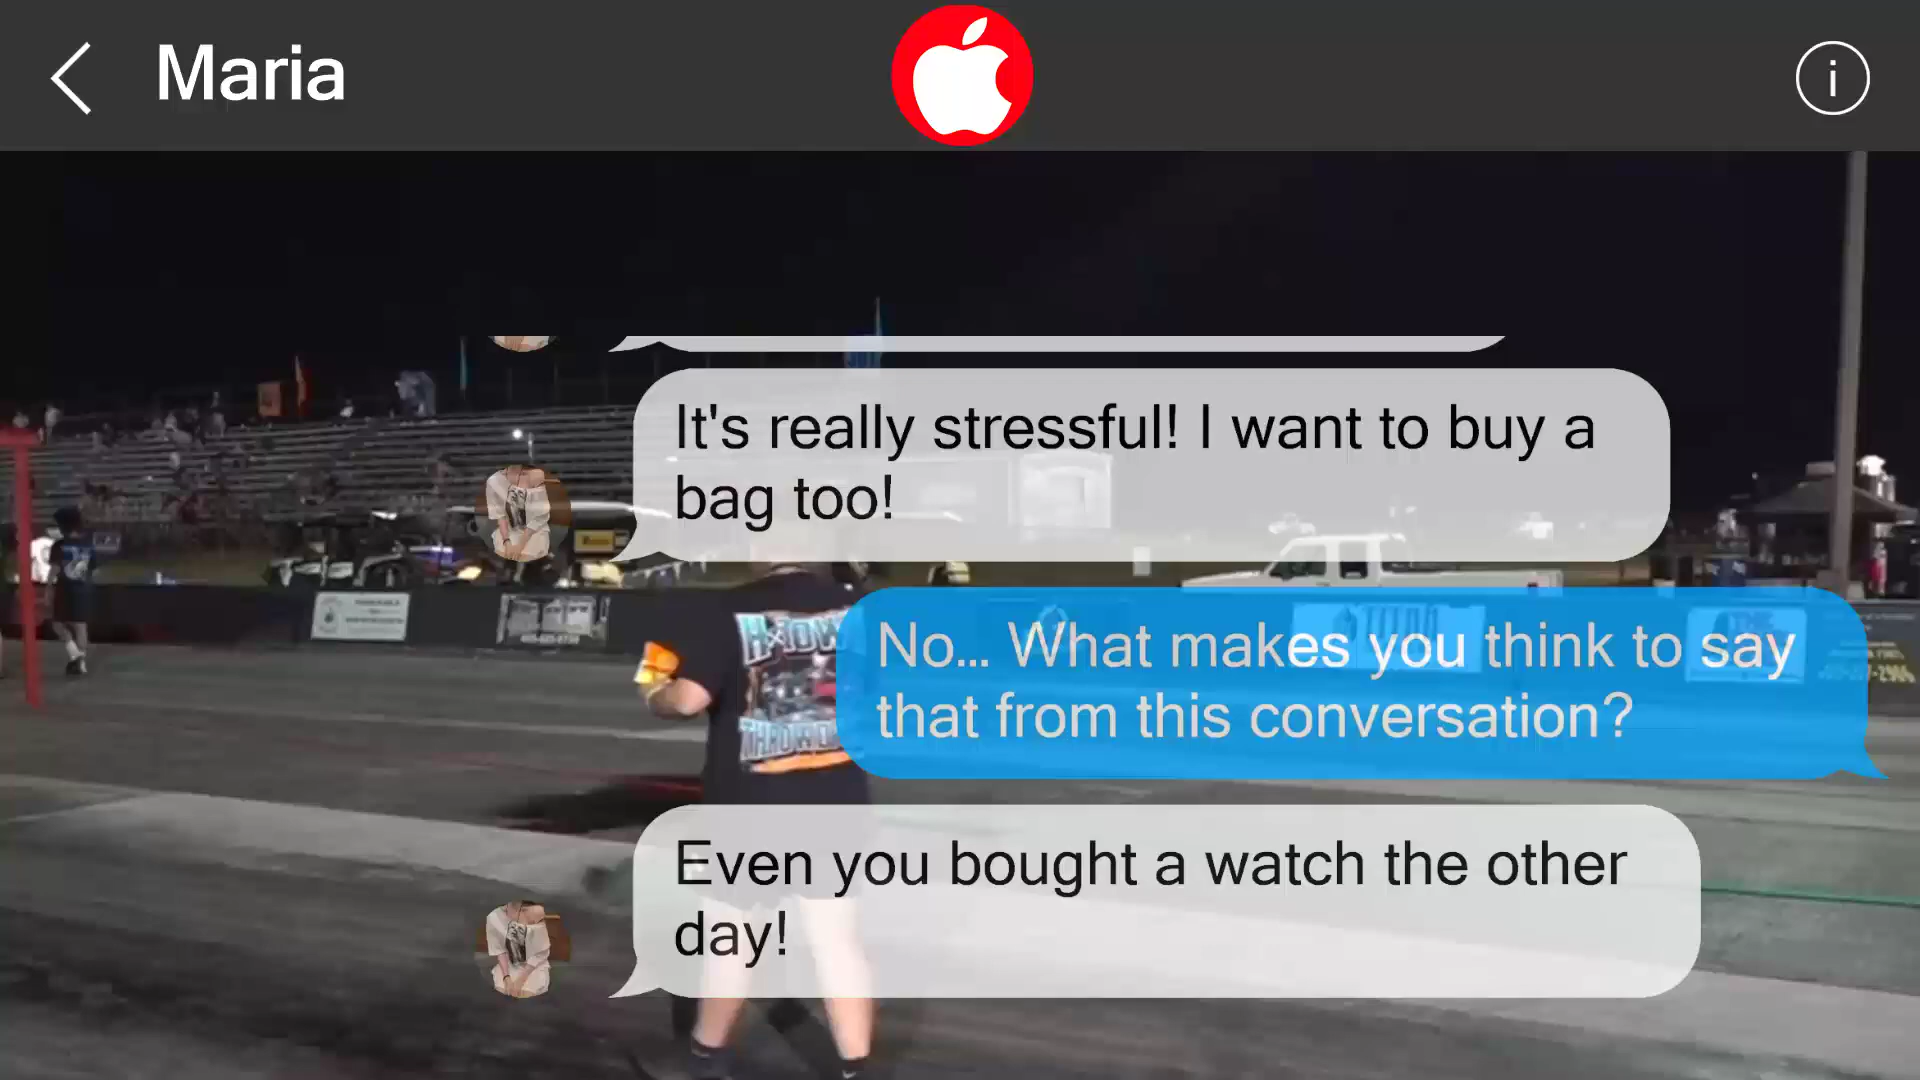 Maria
It's really stressful! I want to buy a
bag too!
No... What makes you think to say
that from this conversation?
Even you bought a watch the other
day!
H-TOW